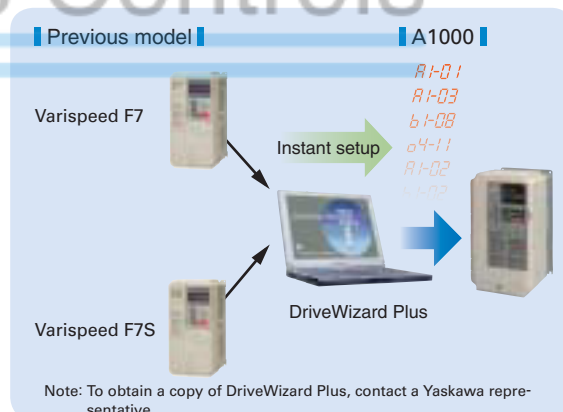 Controls
Previous model
A1000
A1-01
A1-03
b1-08
o4-11
A1-02
Varispeed F7
Instant setup
DriveWizard Plus
Varispeed F7S
Note: To obtain a copy of DriveWizard Plus, contact a Yaskawa repre-
sentative.